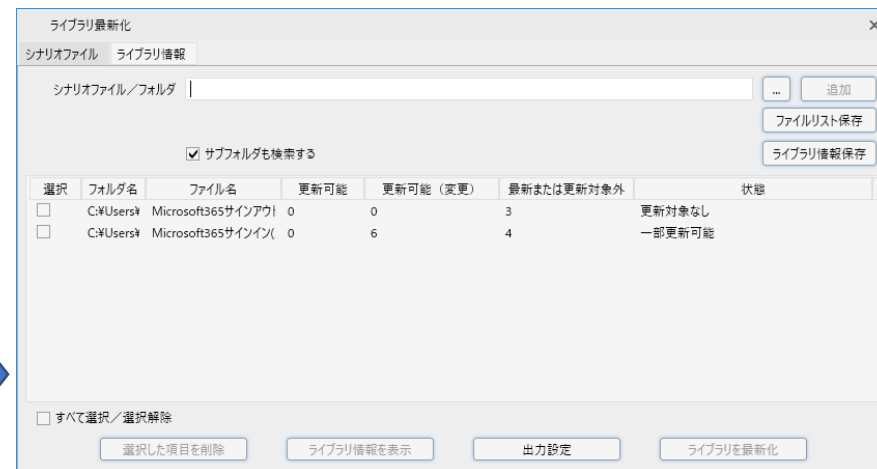 ライブラリ最新化 ×
シナリオファイル ライブラリ情報
シナリオファイル／フォルダ ... 追加
ファイルリスト保存
サブフォルダも検索する ライブラリ情報保存
選択 フォルダ名 ファイル名 更新可能 更新可能（変更） 最新または更新対象外 状態
C:¥Users¥ Microsoft365サインアウト 0 0 3 更新対象なし
C:¥Users¥ Microsoft365サインイン( 0 6 4 一部更新可能
すべて選択／選択解除
選択した項目を削除 ライブラリ情報を表示 出力設定 ライブラリを最新化